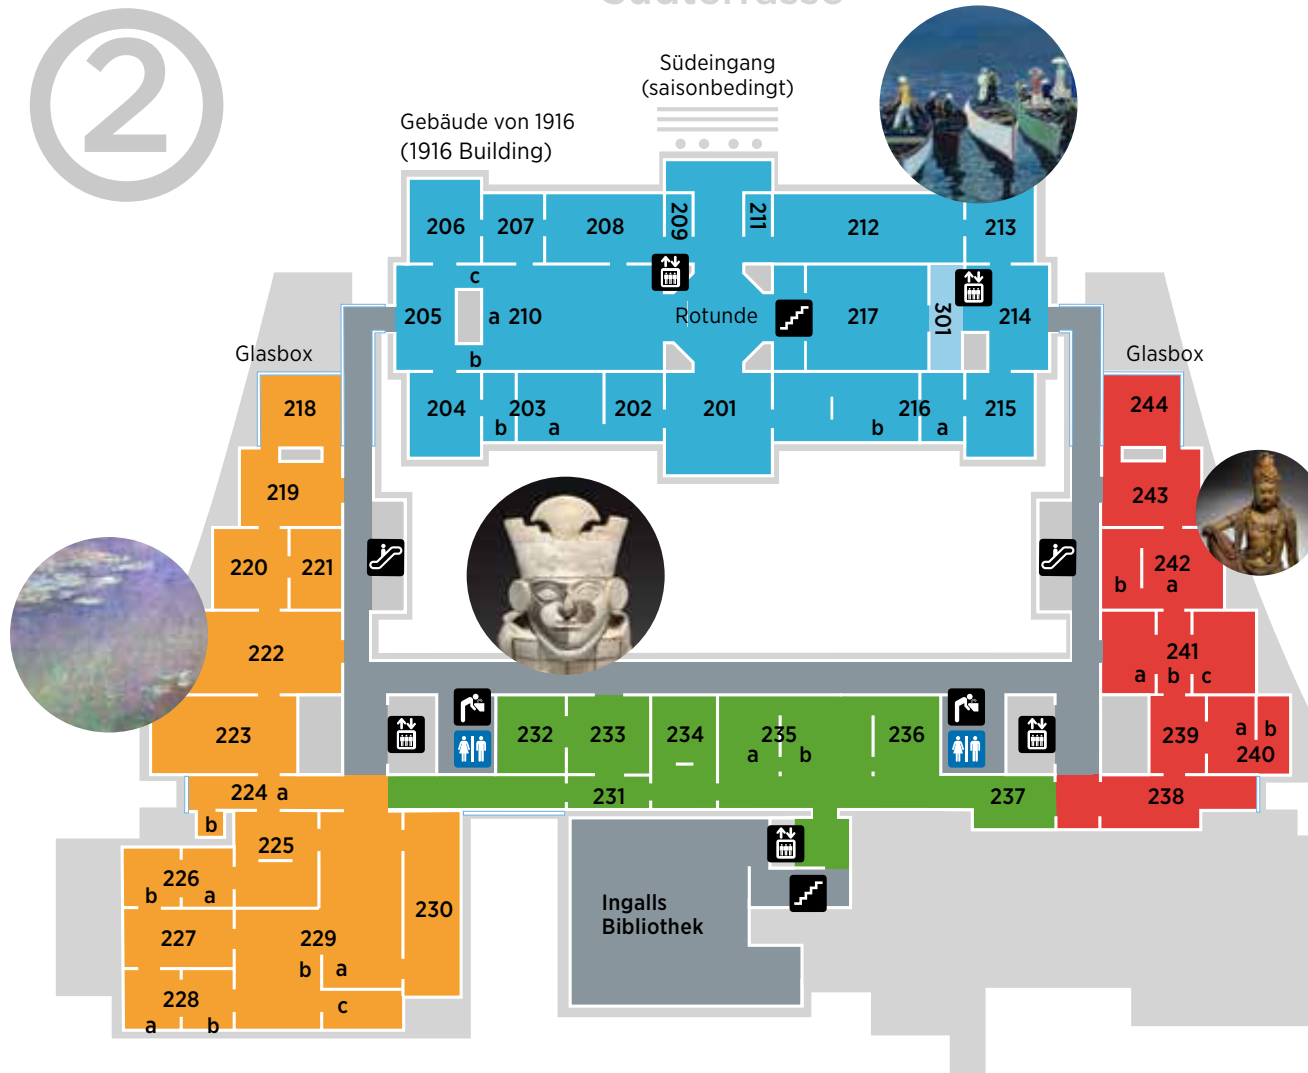 Südterrasse
2
Südeingang
(saisonbedingt)
Gebäude von 1916
(1916 Building)
206
207
208
209
211
212
213
c
205
a
210
Rotunde
217
301
214
b
Glasbox
Glasbox
204
203
202
201
216
215
b
a
b
a
218
244
219
243
220
221
242
b
a
222
241
a
b
c
223
232
233
234
235
236
239
a
b
a
b
240
224
a
231
237
238
b
225
226
b
a
230
Ingalls
Bibliothek
227
229
b
a
228
c
a
b